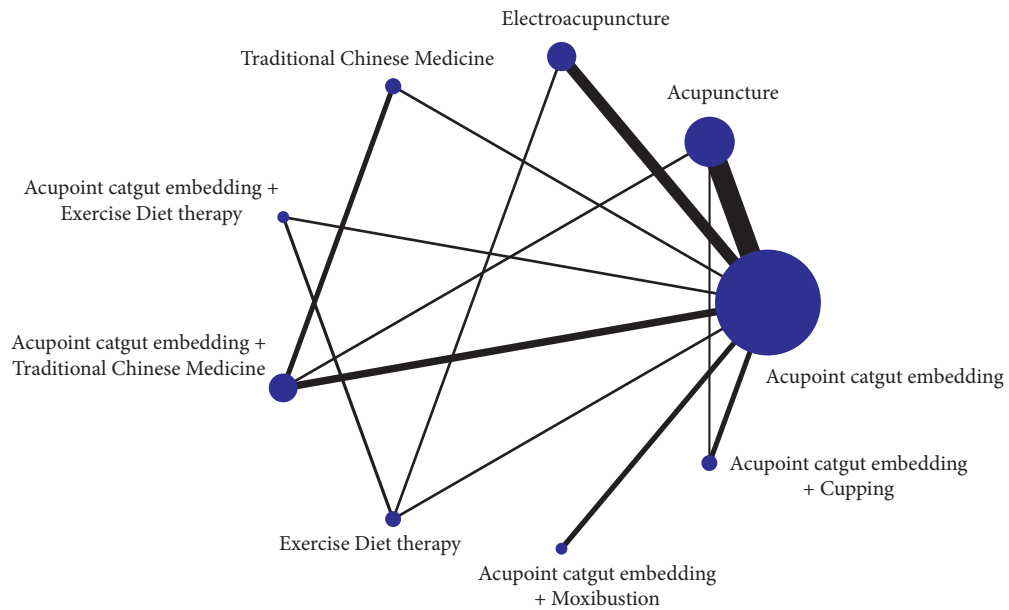 Electroacupuncture
Traditional Chinese Medicine
Acupuncture
Acupoint catgut embedding +
Exercise Diet therapy
Acupoint catgut embedding +
Traditional Chinese Medicine
Acupoint catgut embedding
Acupoint catgut embedding
+ Cupping
Exercise Diet therapy
Acupoint catgut embedding
+ Moxibustion